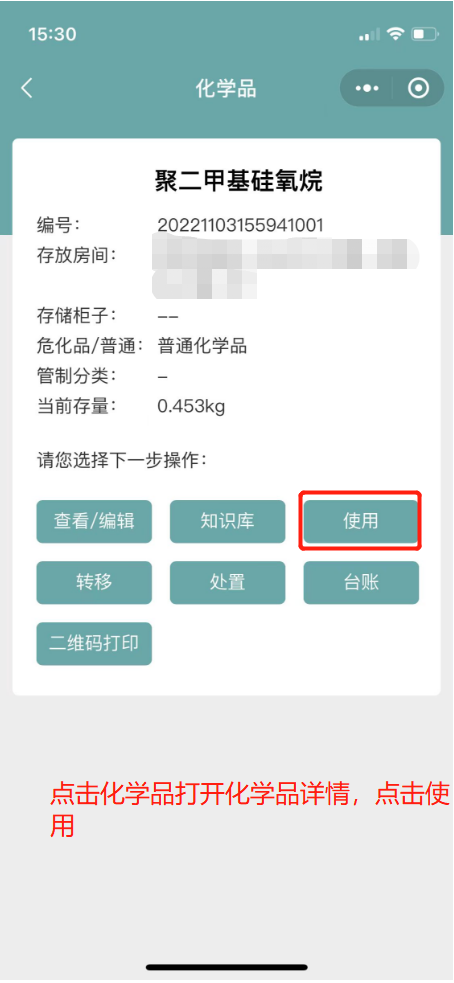 15:30
化学品
聚二甲基硅氧烷
编号： 20221103155941001
存放房间：
存储柜子： --
危化品/普通： 普通化学品
管制分类： –
当前存量： 0.453kg
请您选择下一步操作：
查看/编辑 知识库 使用
转移 处置 台账
二维码打印
点击化学品打开化学品详情，点击使
用